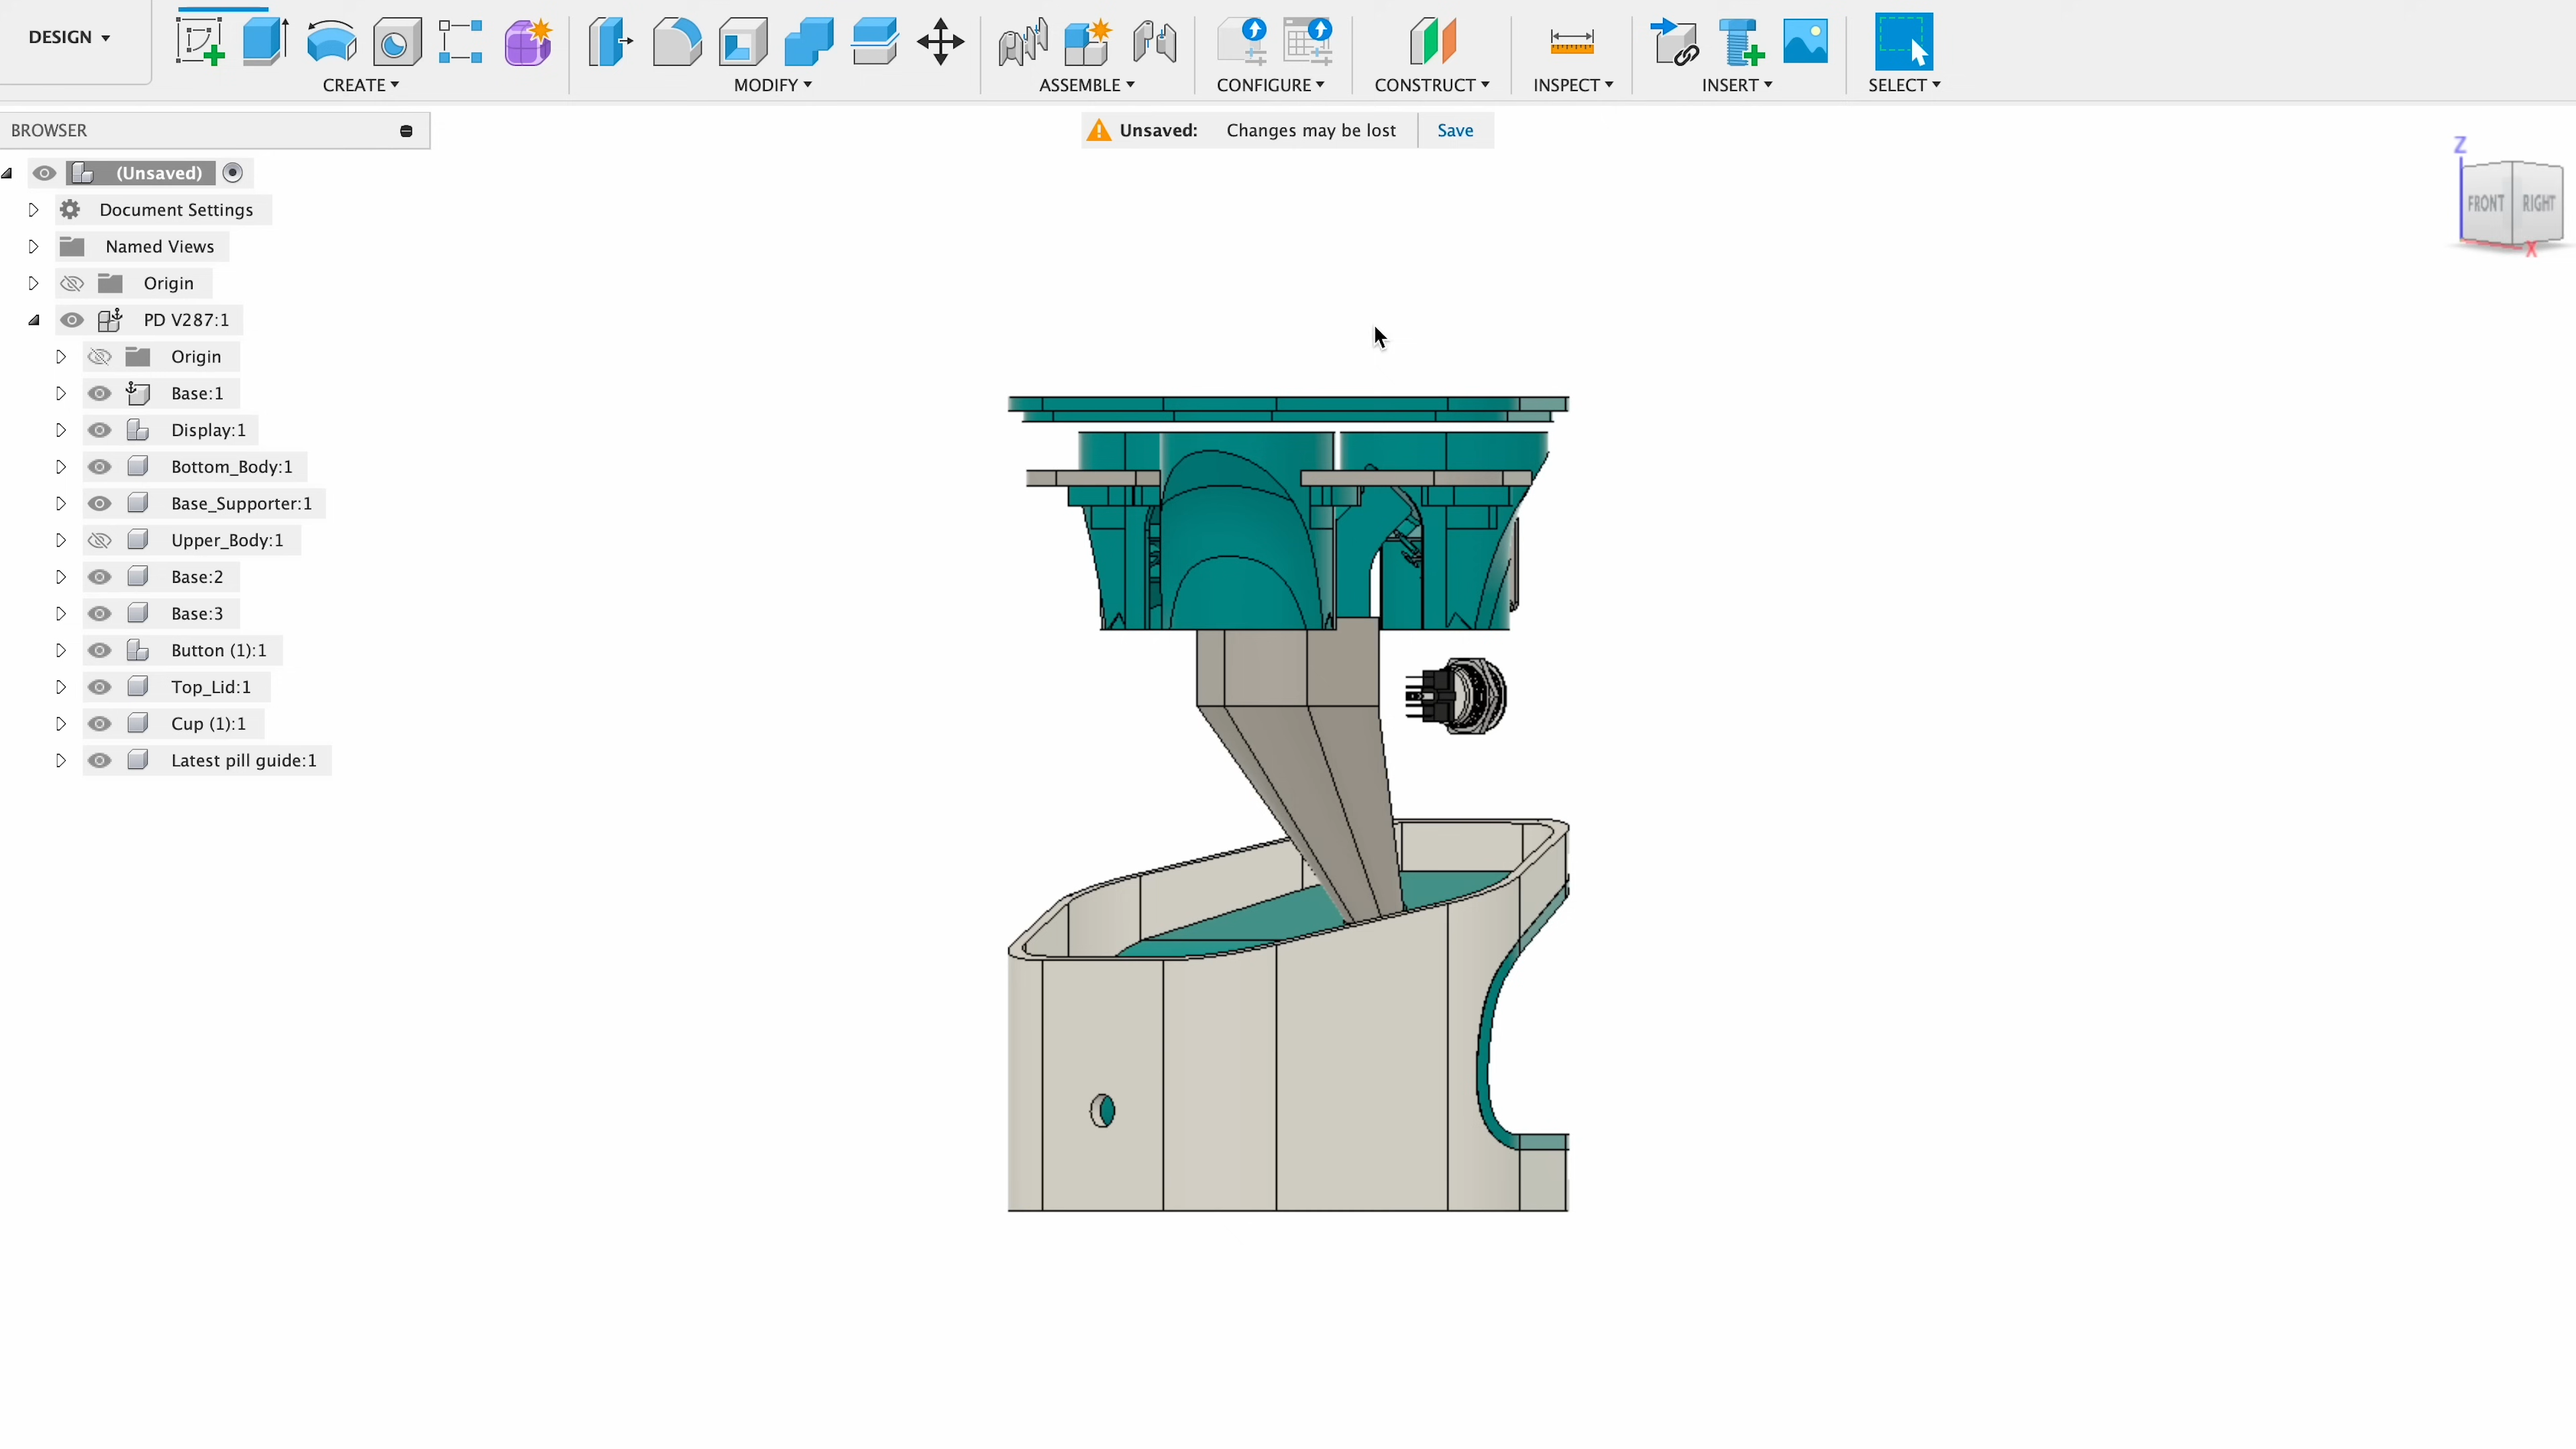 DESIGN
CREATE
MODIFY
ASSEMBLE
CONFIGURE
CONSTRUCT
INSPECT
INSERT
SELECT
BROWSER
Unsaved: Changes may be lost Save
(Unsaved)
Document Settings
Named Views
Origin
PD V287:1
Origin
Base:1
Display:1
Bottom_Body:1
Base_Supporter:1
Upper_Body:1
Base:2
Base:3
Button (1):1
Top_Lid:1
Cup (1):1
Latest pill guide:1
Z
FRONT RIGHT
X